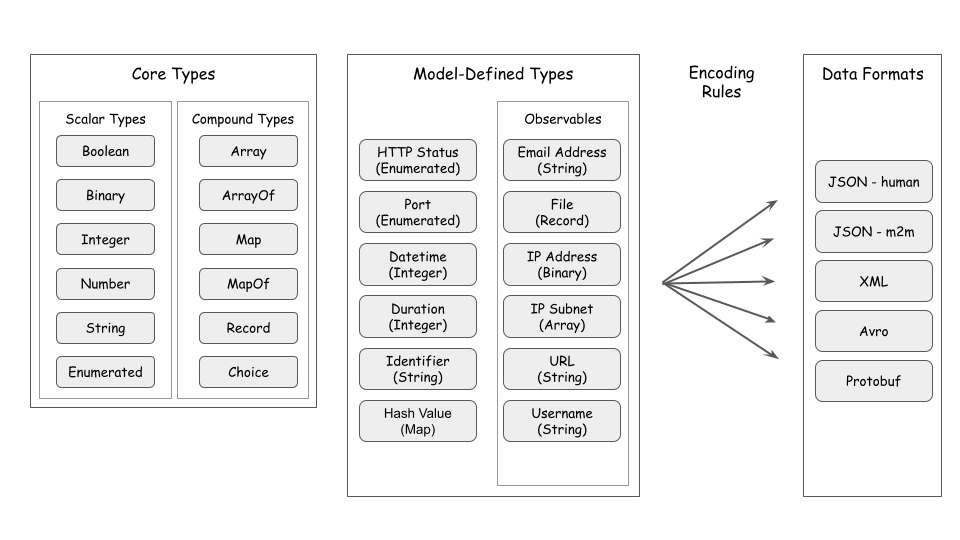 Core Types
Scalar Types
Boolean
Binary
Integer
Number
String
Enumerated
Compound Types
Array
ArrayOf
Map
MapOf
Record
Choice
Model-Defined Types
HTTP Status
(Enumerated)
Port
(Enumerated)
Datetime
(Integer)
Duration
(Integer)
Identifier
(String)
Hash Value
(Map)
Observables
Email Address
(String)
File
(Record)
IP Address
(Binary)
IP Subnet
(Array)
URL
(String)
Username
(String)
Encoding
Rules
Data Formats
JSON - human
JSON - m2m
XML
Avro
Protobuf